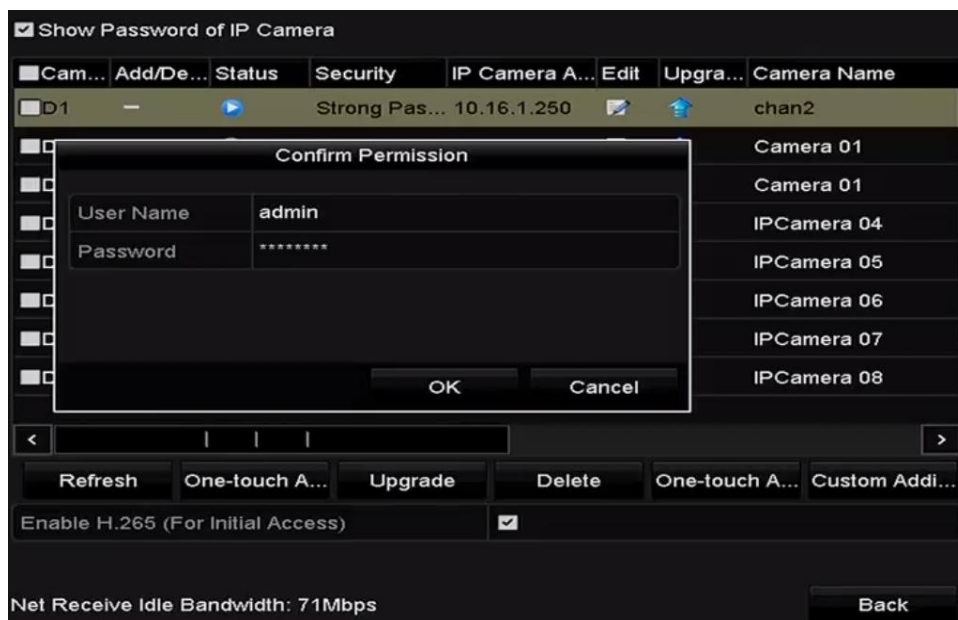 Show Password of IP Camera
Cam... Add/De... Status Security IP Camera A... Edit Upgra... Camera Name
D1 — Strong Pas... 10.16.1.250 chan2
Camera 01
Camera 01
IPCamera 04
IPCamera 05
IPCamera 06
IPCamera 07
IPCamera 08
Confirm Permission
User Name admin
Password ********
OK Cancel
Refresh One-touch A... Upgrade Delete One-touch A... Custom Addi...
Enable H.265 (For Initial Access)
Net Receive Idle Bandwidth: 71Mbps Back